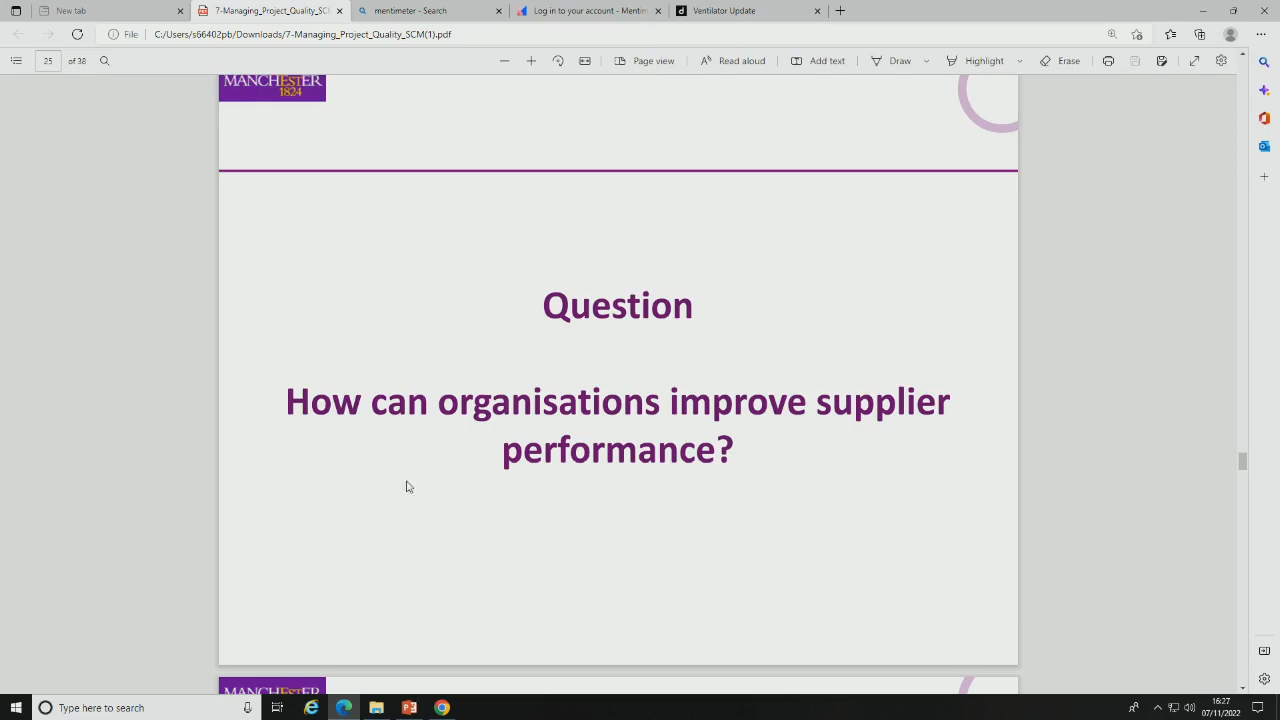 New tab
7-Managing_Project_Quality_SCM
mentimeter - Search
Log in to your account - Mentim
Ventilator Update
File
C:/Users/s66402pb/Downloads/7-Managing_Project_Quality_SCM(1).pdf
25
of 38
Page view
Read aloud
Add text
Draw
Highlight
Erase
MANCHESTER
1824
Question
How can organisations improve supplier
performance?
MANCHESTER
Type here to search
16:27
07/11/2022